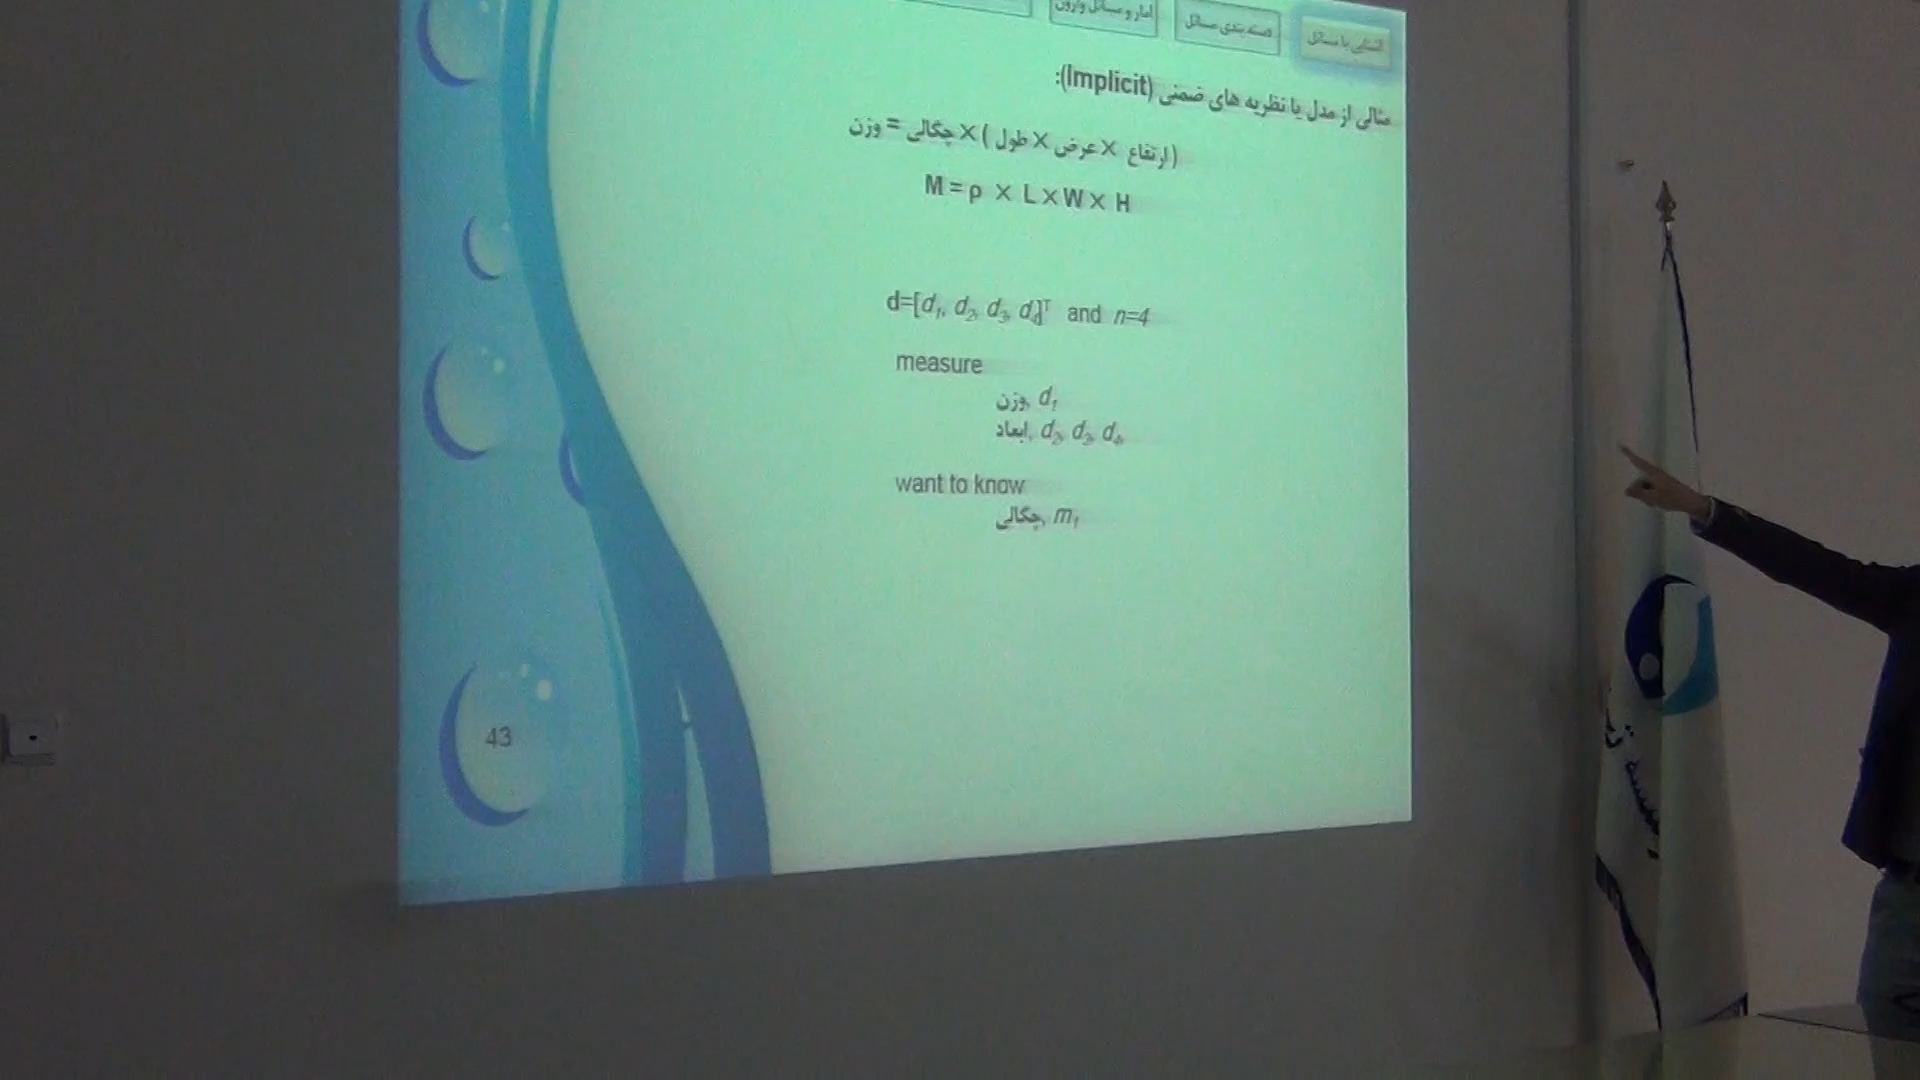 آشنایی با مسائل
دسته بندی مسائل
آمار و مسائل وارون
مثالی از مدل یا نظریه های ضمنی (Implicit):
وزن = چگالی × ( طول × عرض × ارتفاع )
M = ρ × L × W × H
d=[d1, d2, d3, d4]T and n=4
measure
وزن, d1
ابعاد, d2, d3, d4,
want to know
چگالی, m1
43